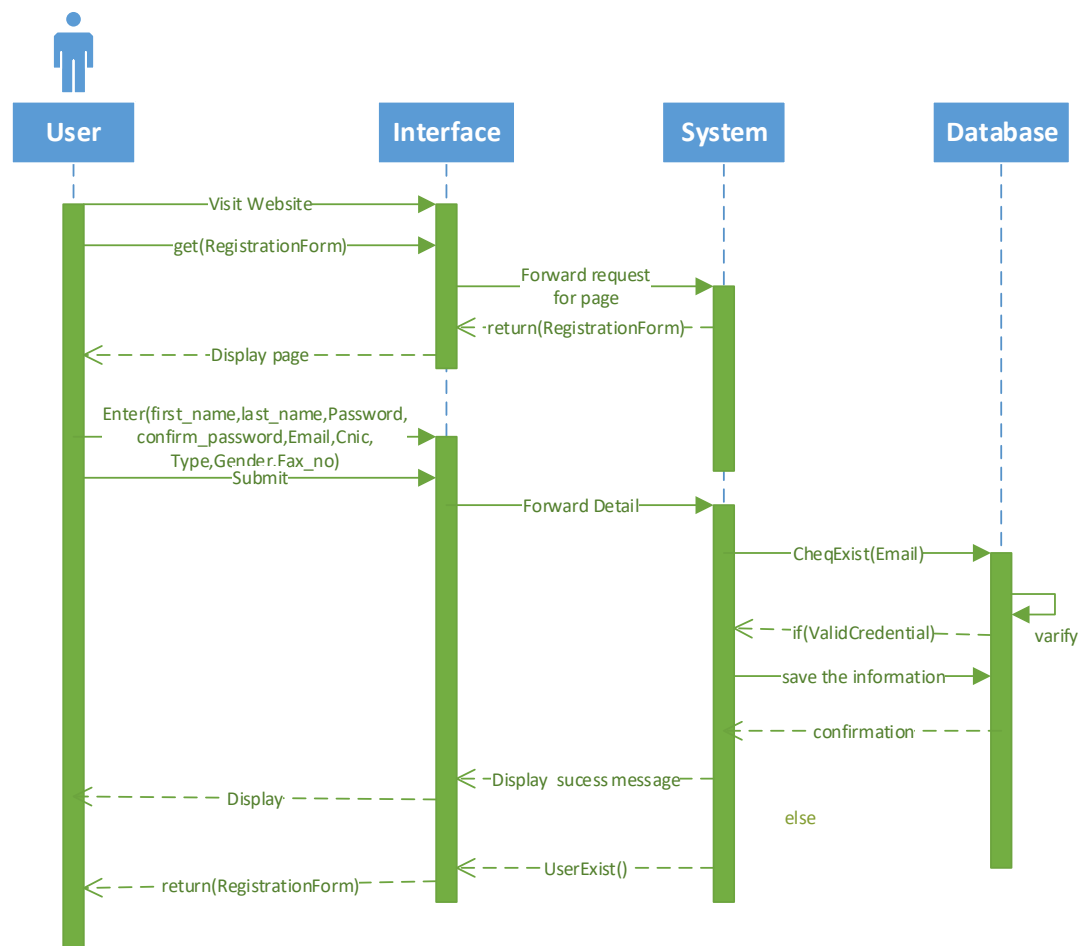 User
Interface
System
Database
Visit Website
get(RegistrationForm)
Forward request
for page
return(RegistrationForm)
Display page
Enter(first_name,last_name,Password,
confirm_password,Email,Cnic,
Type,Gender,Fax_no)
Submit
Forward Detail
CheqExist(Email)
varify
if(ValidCredential)
save the information
confirmation
Display sucess message
Display
else
UserExist()
return(RegistrationForm)